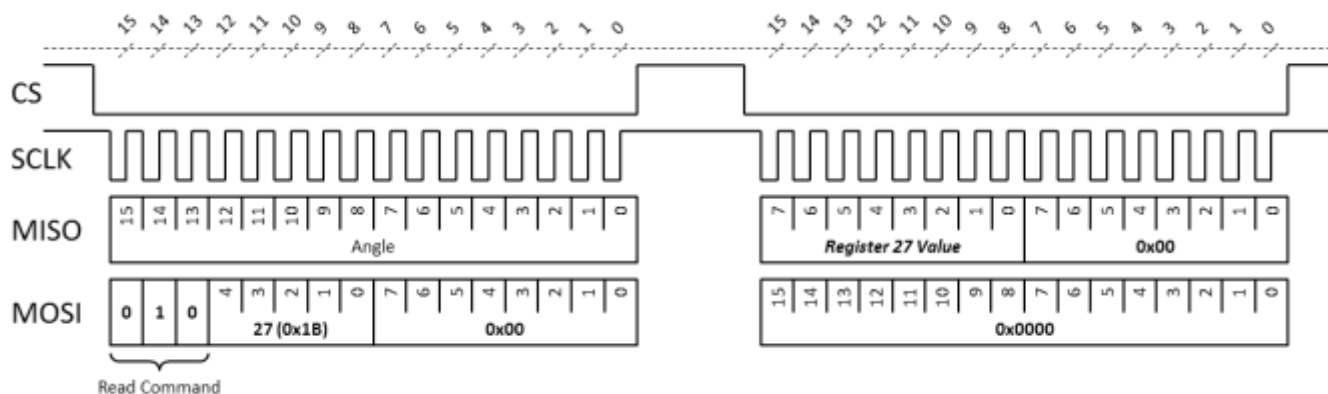 15 14 13 12 11 10 9 8 7 6 5 4 3 2 1 0 15 14 13 12 11 10 9 8 7 6 5 4 3 2 1 0
CS
SCLK
MISO 15 14 13 12 11 10 9 8 7 6 5 4 3 2 1 0 7 6 5 4 3 2 1 0 7 6 5 4 3 2 1 0
Angle Register 27 Value 0x00
MOSI 0 1 0 4 3 2 1 0 7 6 5 4 3 2 1 0 15 14 13 12 11 10 9 8 7 6 5 4 3 2 1 0
27 (0x1B) 0x00 0x0000
Read Command